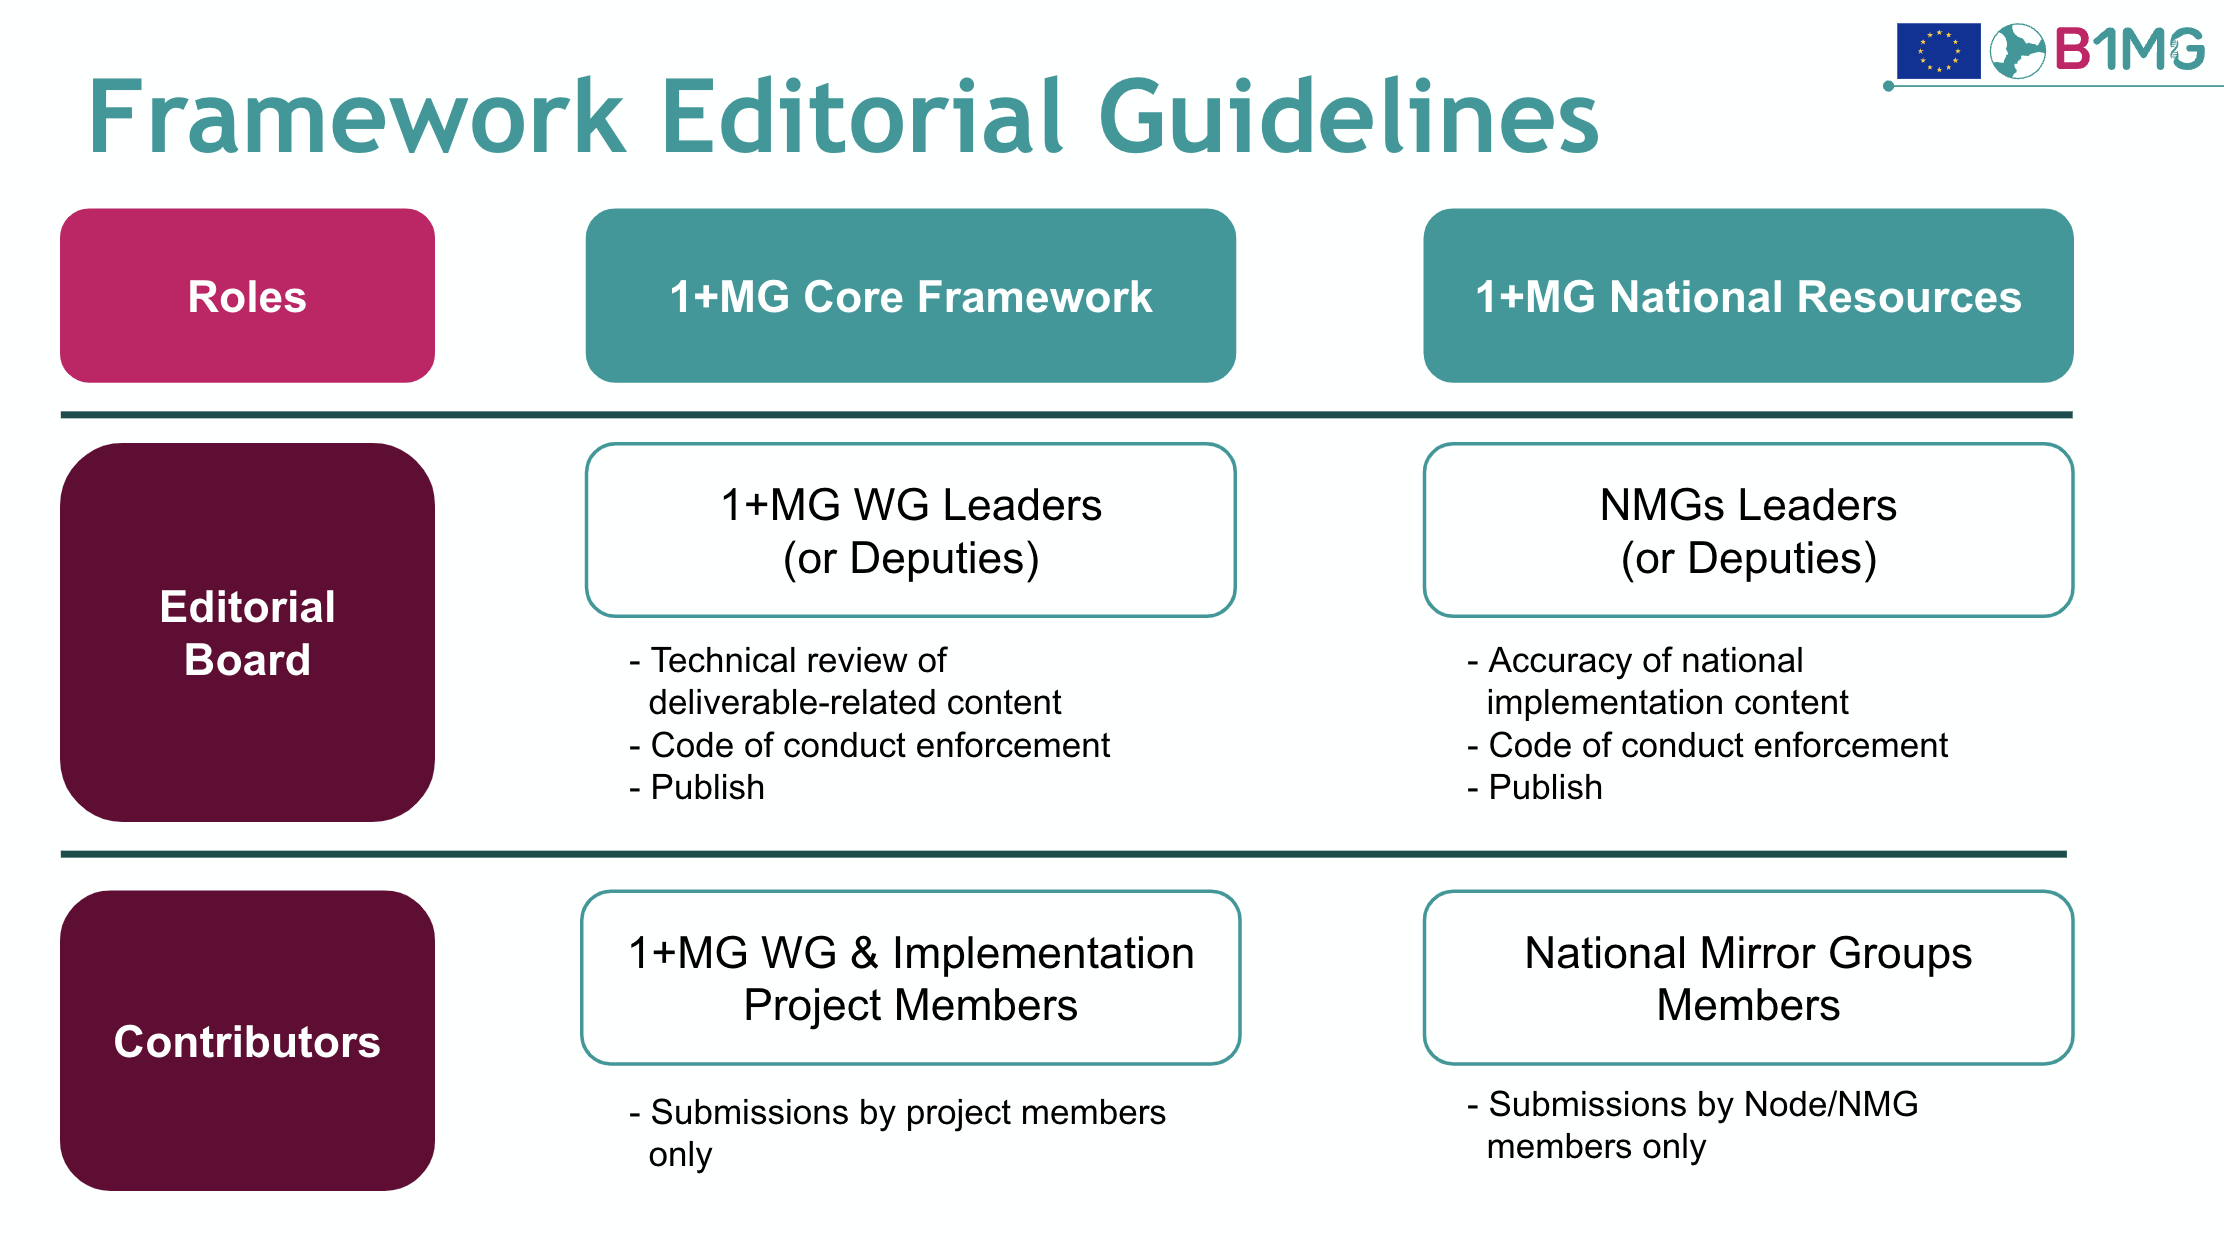 B1MG
Framework Editorial Guidelines
Roles
1+MG Core Framework
1+MG National Resources
Editorial
Board
1+MG WG Leaders
(or Deputies)
- Technical review of
deliverable-related content
- Code of conduct enforcement
- Publish
NMGs Leaders
(or Deputies)
- Accuracy of national
implementation content
- Code of conduct enforcement
- Publish
Contributors
1+MG WG & Implementation
Project Members
- Submissions by project members
only
National Mirror Groups
Members
- Submissions by Node/NMG
members only